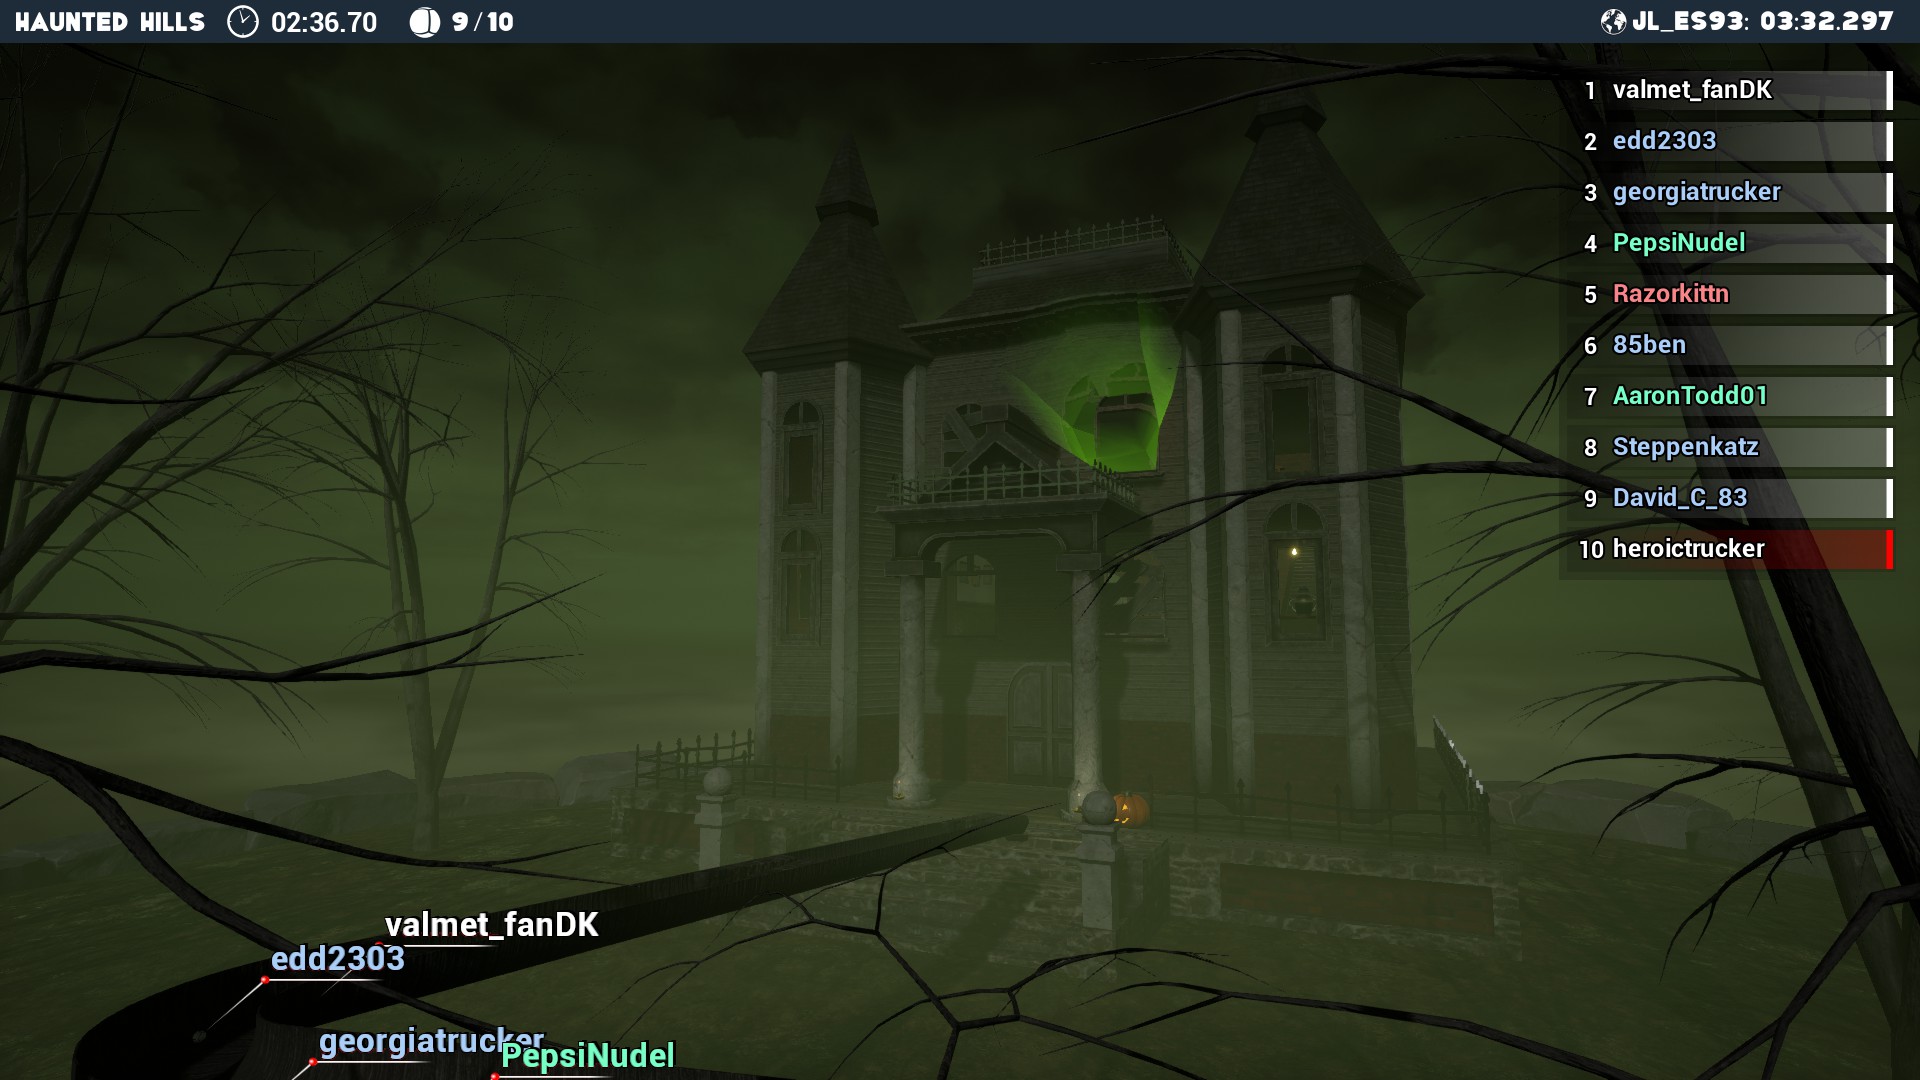 HAUNTED HILLS 02:36.70 9 / 10 JL_ES93: 03:32.297
1 valmet_fanDK
2 edd2303
3 georgiatrucker
4 PepsiNudel
5 Razorkittn
6 85ben
7 AaronTodd01
8 Steppenkatz
9 David_C_83
10 heroictrucker
valmet_fanDK
edd2303
georgiatrucker
PepsiNudel